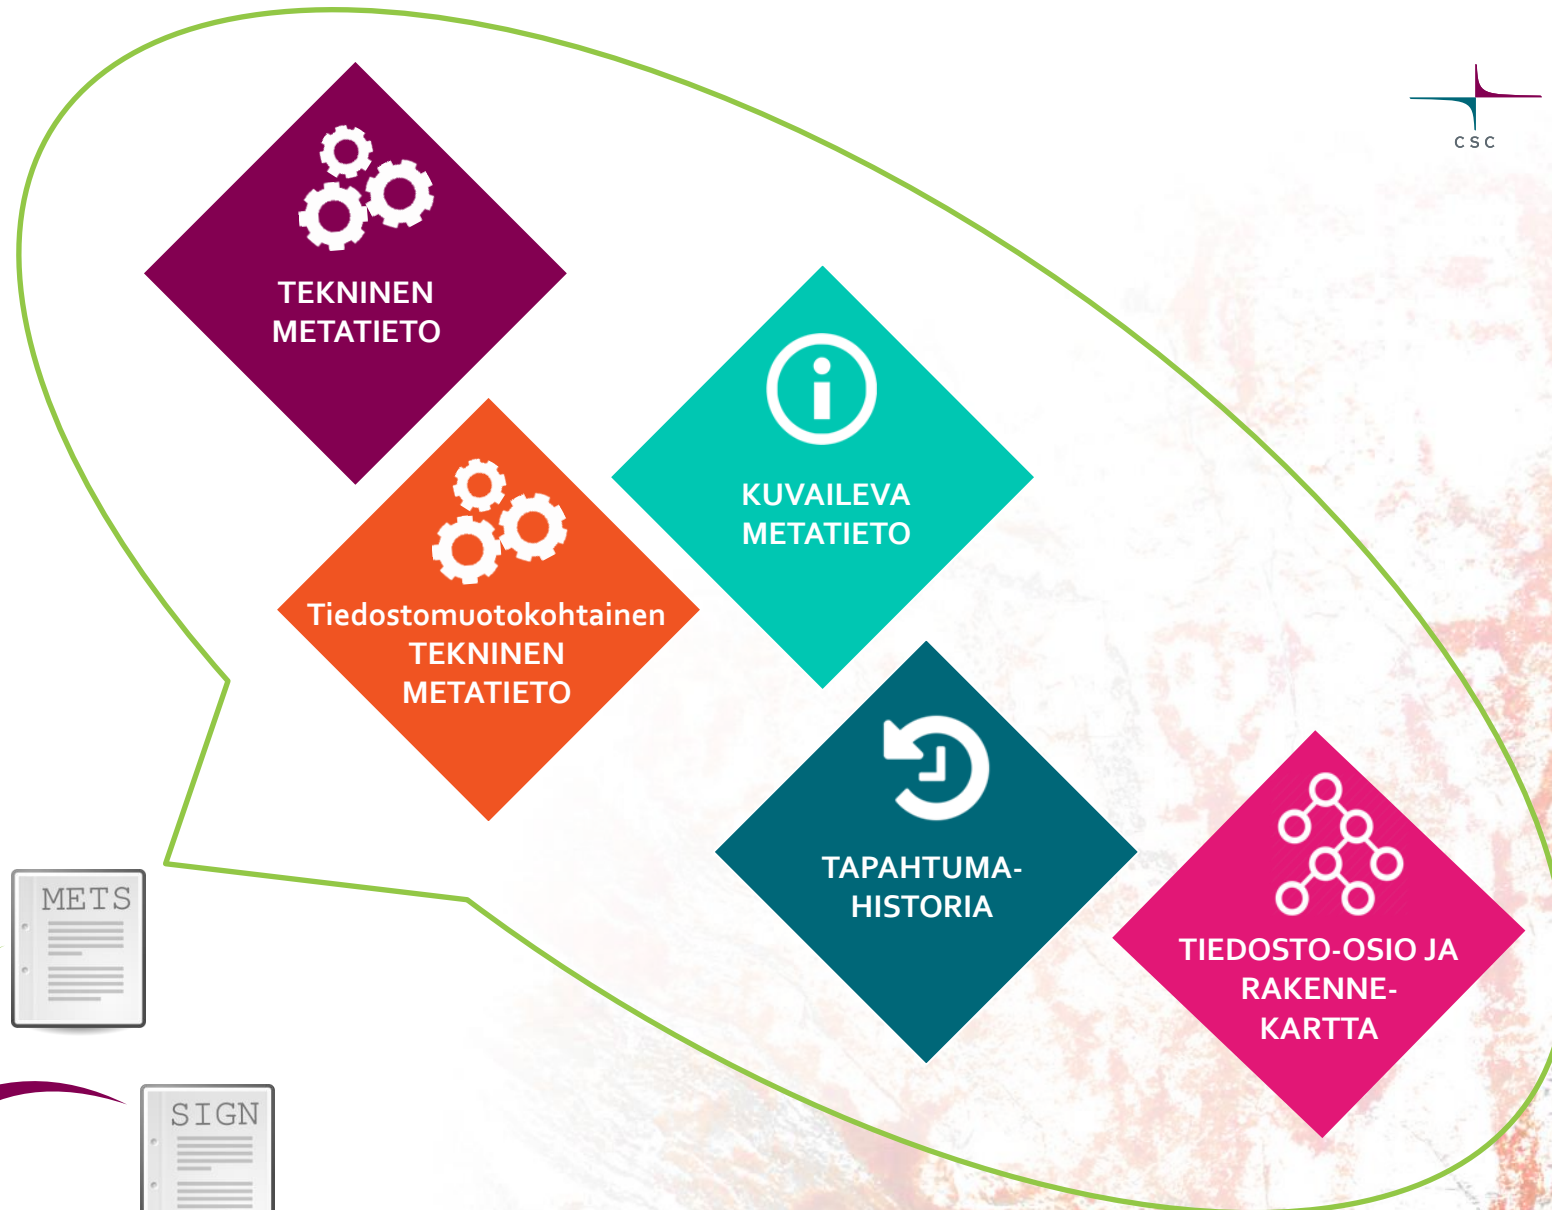 CSC
TEKNINEN
METATIETO
KUVAILEVA
METATIETO
Tiedostomuotokohtainen
TEKNINEN
METATIETO
TAPAHTUMA-
HISTORIA
TIEDOSTO-OSIO JA
RAKENNE-
KARTTA
METS
SIGN